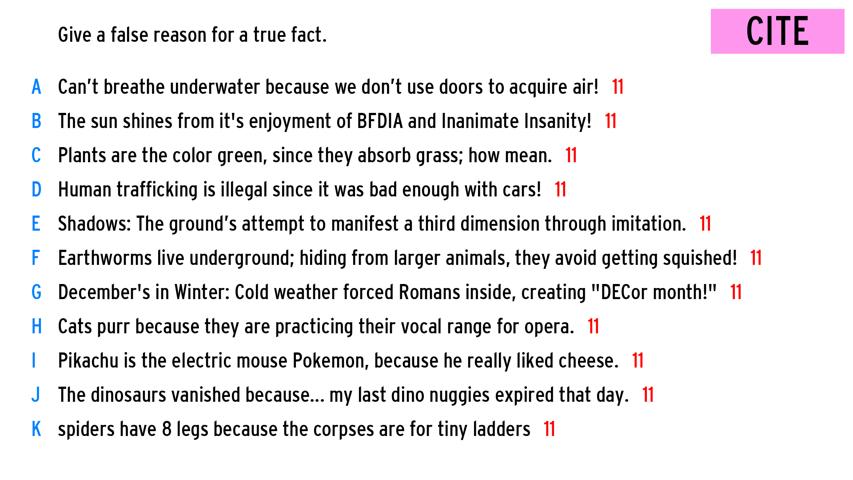 Give a false reason for a true fact.
CITE
A Can't breathe underwater because we don't use doors to acquire air! 11
B The sun shines from it's enjoyment of BFDIA and Inanimate Insanity! 11
C Plants are the color green, since they absorb grass; how mean. 11
D Human trafficking is illegal since it was bad enough with cars! 11
E Shadows: The ground's attempt to manifest a third dimension through imitation. 11
F Earthworms live underground; hiding from larger animals, they avoid getting squished! 11
G December's in Winter: Cold weather forced Romans inside, creating "DECor month!" 11
H Cats purr because they are practicing their vocal range for opera. 11
I Pikachu is the electric mouse Pokemon, because he really liked cheese. 11
J The dinosaurs vanished because... my last dino nuggies expired that day. 11
K spiders have 8 legs because the corpses are for tiny ladders 11